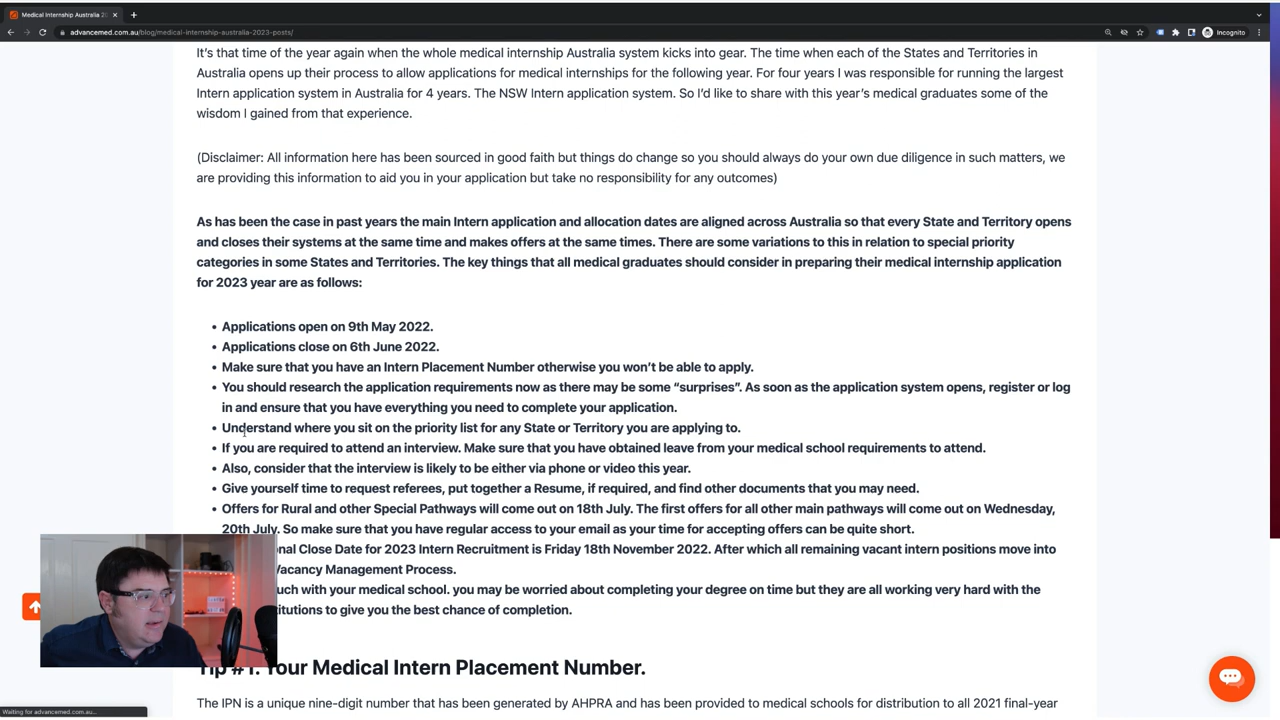 Medical Internship Australia 20
advancemed.com.au/blog/medical-internship-australia-2023-posts/
Incognito
It's that time of the year again when the whole medical internship Australia system kicks into gear. The time when each of the States and Territories in
Australia opens up their process to allow applications for medical internships for the following year. For four years I was responsible for running the largest
Intern application system in Australia for 4 years. The NSW Intern application system. So I'd like to share with this year's medical graduates some of the
wisdom I gained from that experience.
(Disclaimer: All information here has been sourced in good faith but things do change so you should always do your own due diligence in such matters, we
are providing this information to aid you in your application but take no responsibility for any outcomes)
As has been the case in past years the main Intern application and allocation dates are aligned across Australia so that every State and Territory opens
and closes their systems at the same time and makes offers at the same times. There are some variations to this in relation to special priority
categories in some States and Territories. The key things that all medical graduates should consider in preparing their medical internship application
for 2023 year are as follows:
• Applications open on 9th May 2022.
• Applications close on 6th June 2022.
• Make sure that you have an Intern Placement Number otherwise you won't be able to apply.
• You should research the application requirements now as there may be some “surprises”. As soon as the application system opens, register or log
in and ensure that you have everything you need to complete your application.
• Understand where you sit on the priority list for any State or Territory you are applying to.
• If you are required to attend an interview. Make sure that you have obtained leave from your medical school requirements to attend.
• Also, consider that the interview is likely to be either via phone or video this year.
• Give yourself time to request referees, put together a Resume, if required, and find other documents that you may need.
• Offers for Rural and other Special Pathways will come out on 18th July. The first offers for all other main pathways will come out on Wednesday,
20th July. So make sure that you have regular access to your email as your time for accepting offers can be quite short.
onal Close Date for 2023 Intern Recruitment is Friday 18th November 2022. After which all remaining vacant intern positions move into
Vacancy Management Process.
uch with your medical school. you may be worried about completing your degree on time but they are all working very hard with the
titutions to give you the best chance of completion.
Tip #1. Your Medical Intern Placement Number.
The IPN is a unique nine-digit number that has been generated by AHPRA and has been provided to medical schools for distribution to all 2021 final-year
Waiting for advancemed.com.au...